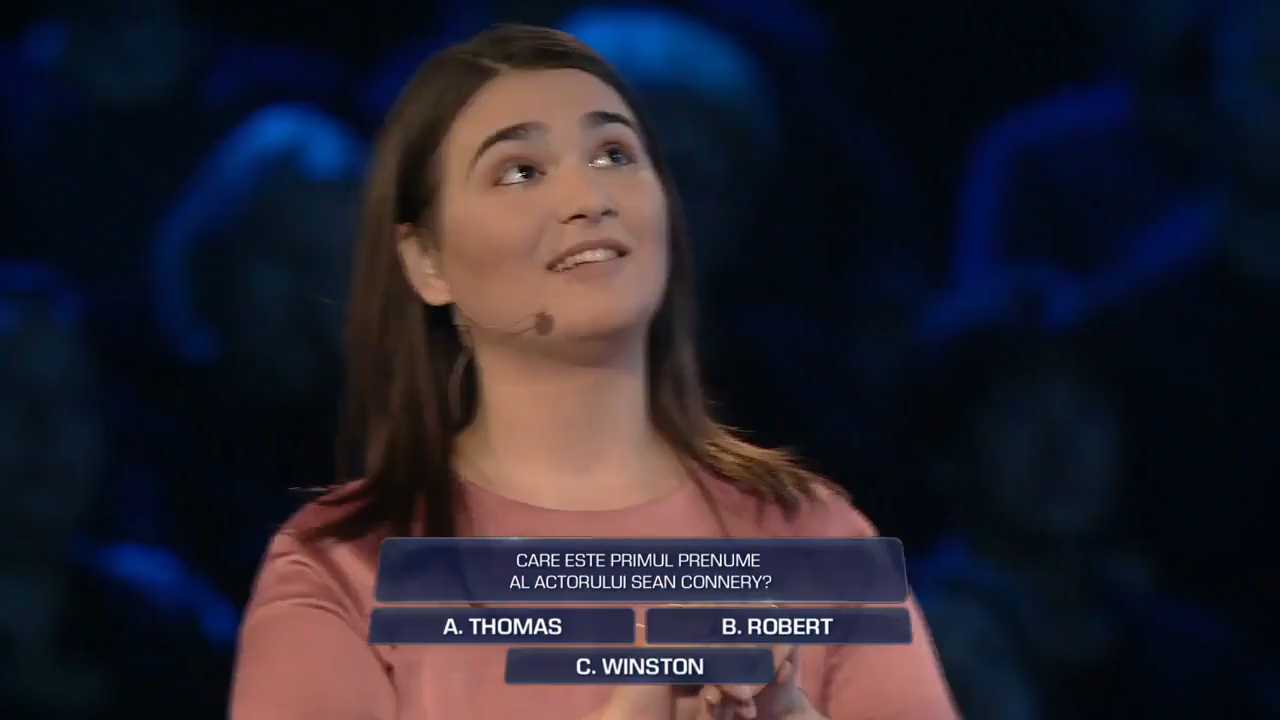 CARE ESTE PRIMUL PRENUME
AL ACTORULUI SEAN CONNERY?
A. THOMAS
B. ROBERT
C. WINSTON